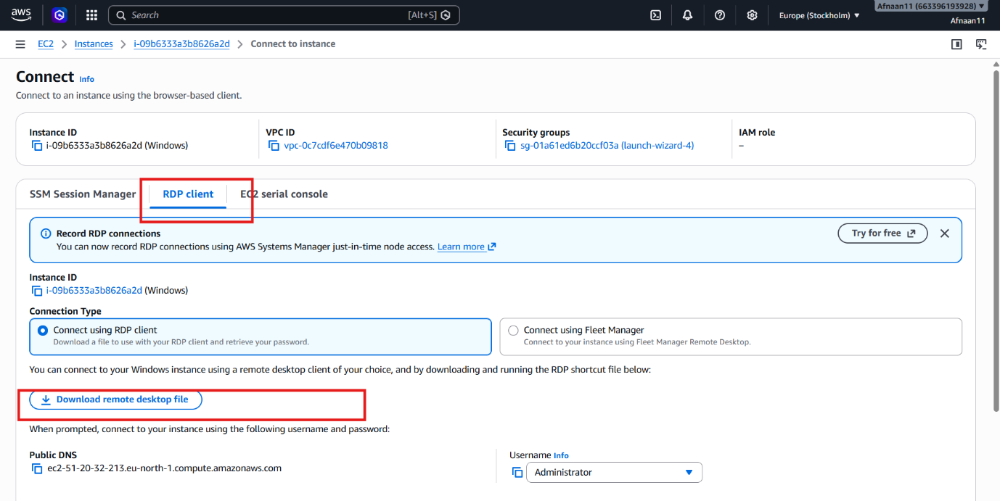 aws
Search
[Alt+S]
Europe (Stockholm)
Afnaan11 (663396193928)
Afnaan11
EC2
Instances
i-09b6333a3b8626a2d
Connect to instance
Connect Info
Connect to an instance using the browser-based client.
Instance ID
i-09b6333a3b8626a2d (Windows)
VPC ID
vpc-0c7cdf6e470b09818
Security groups
sg-01a61ed6b20ccf03a (launch-wizard-4)
IAM role
–
SSM Session Manager
RDP client
EC2 serial console
Record RDP connections
You can now record RDP connections using AWS Systems Manager just-in-time node access. Learn more
Try for free
Instance ID
i-09b6333a3b8626a2d (Windows)
Connection Type
Connect using RDP client
Download a file to use with your RDP client and retrieve your password.
Connect using Fleet Manager
Connect to your instance using Fleet Manager Remote Desktop.
You can connect to your Windows instance using a remote desktop client of your choice, and by downloading and running the RDP shortcut file below:
Download remote desktop file
When prompted, connect to your instance using the following username and password:
Public DNS
ec2-51-20-32-213.eu-north-1.compute.amazonaws.com
Username Info
Administrator